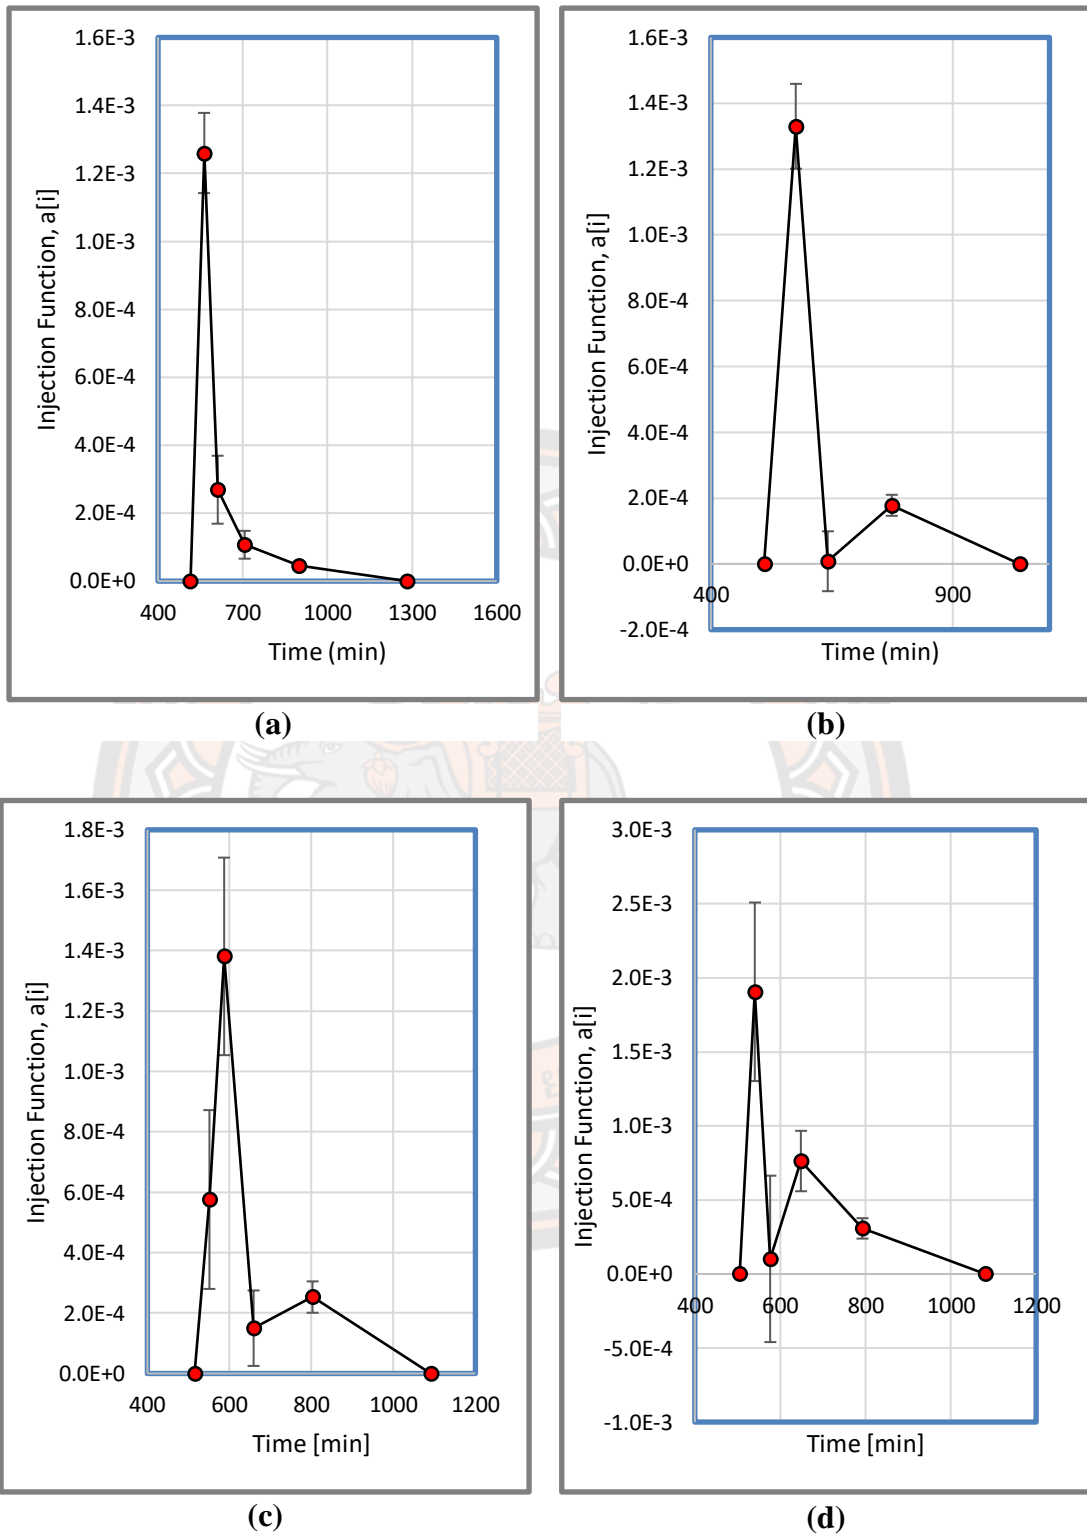 1.6E-3
1.4E-3
1.2E-3
1.0E-3
8.0E-4
6.0E-4
4.0E-4
2.0E-4
0.0E+0
400 700 1000 1300 1600
Injection Function, a[i]
Time (min)
(a)
1.6E-3
1.4E-3
1.2E-3
1.0E-3
8.0E-4
6.0E-4
4.0E-4
2.0E-4
0.0E+0
-2.0E-4
400 900
Injection Function, a[i]
Time (min)
(b)
1.8E-3
1.6E-3
1.4E-3
1.2E-3
1.0E-3
8.0E-4
6.0E-4
4.0E-4
2.0E-4
0.0E+0
400 600 800 1000 1200
Injection Function, a[i]
Time [min]
(c)
3.0E-3
2.5E-3
2.0E-3
1.5E-3
1.0E-3
5.0E-4
0.0E+0
-5.0E-4
-1.0E-3
400 600 800 1000 1200
Injection Function, a[i]
Time [min]
(d)